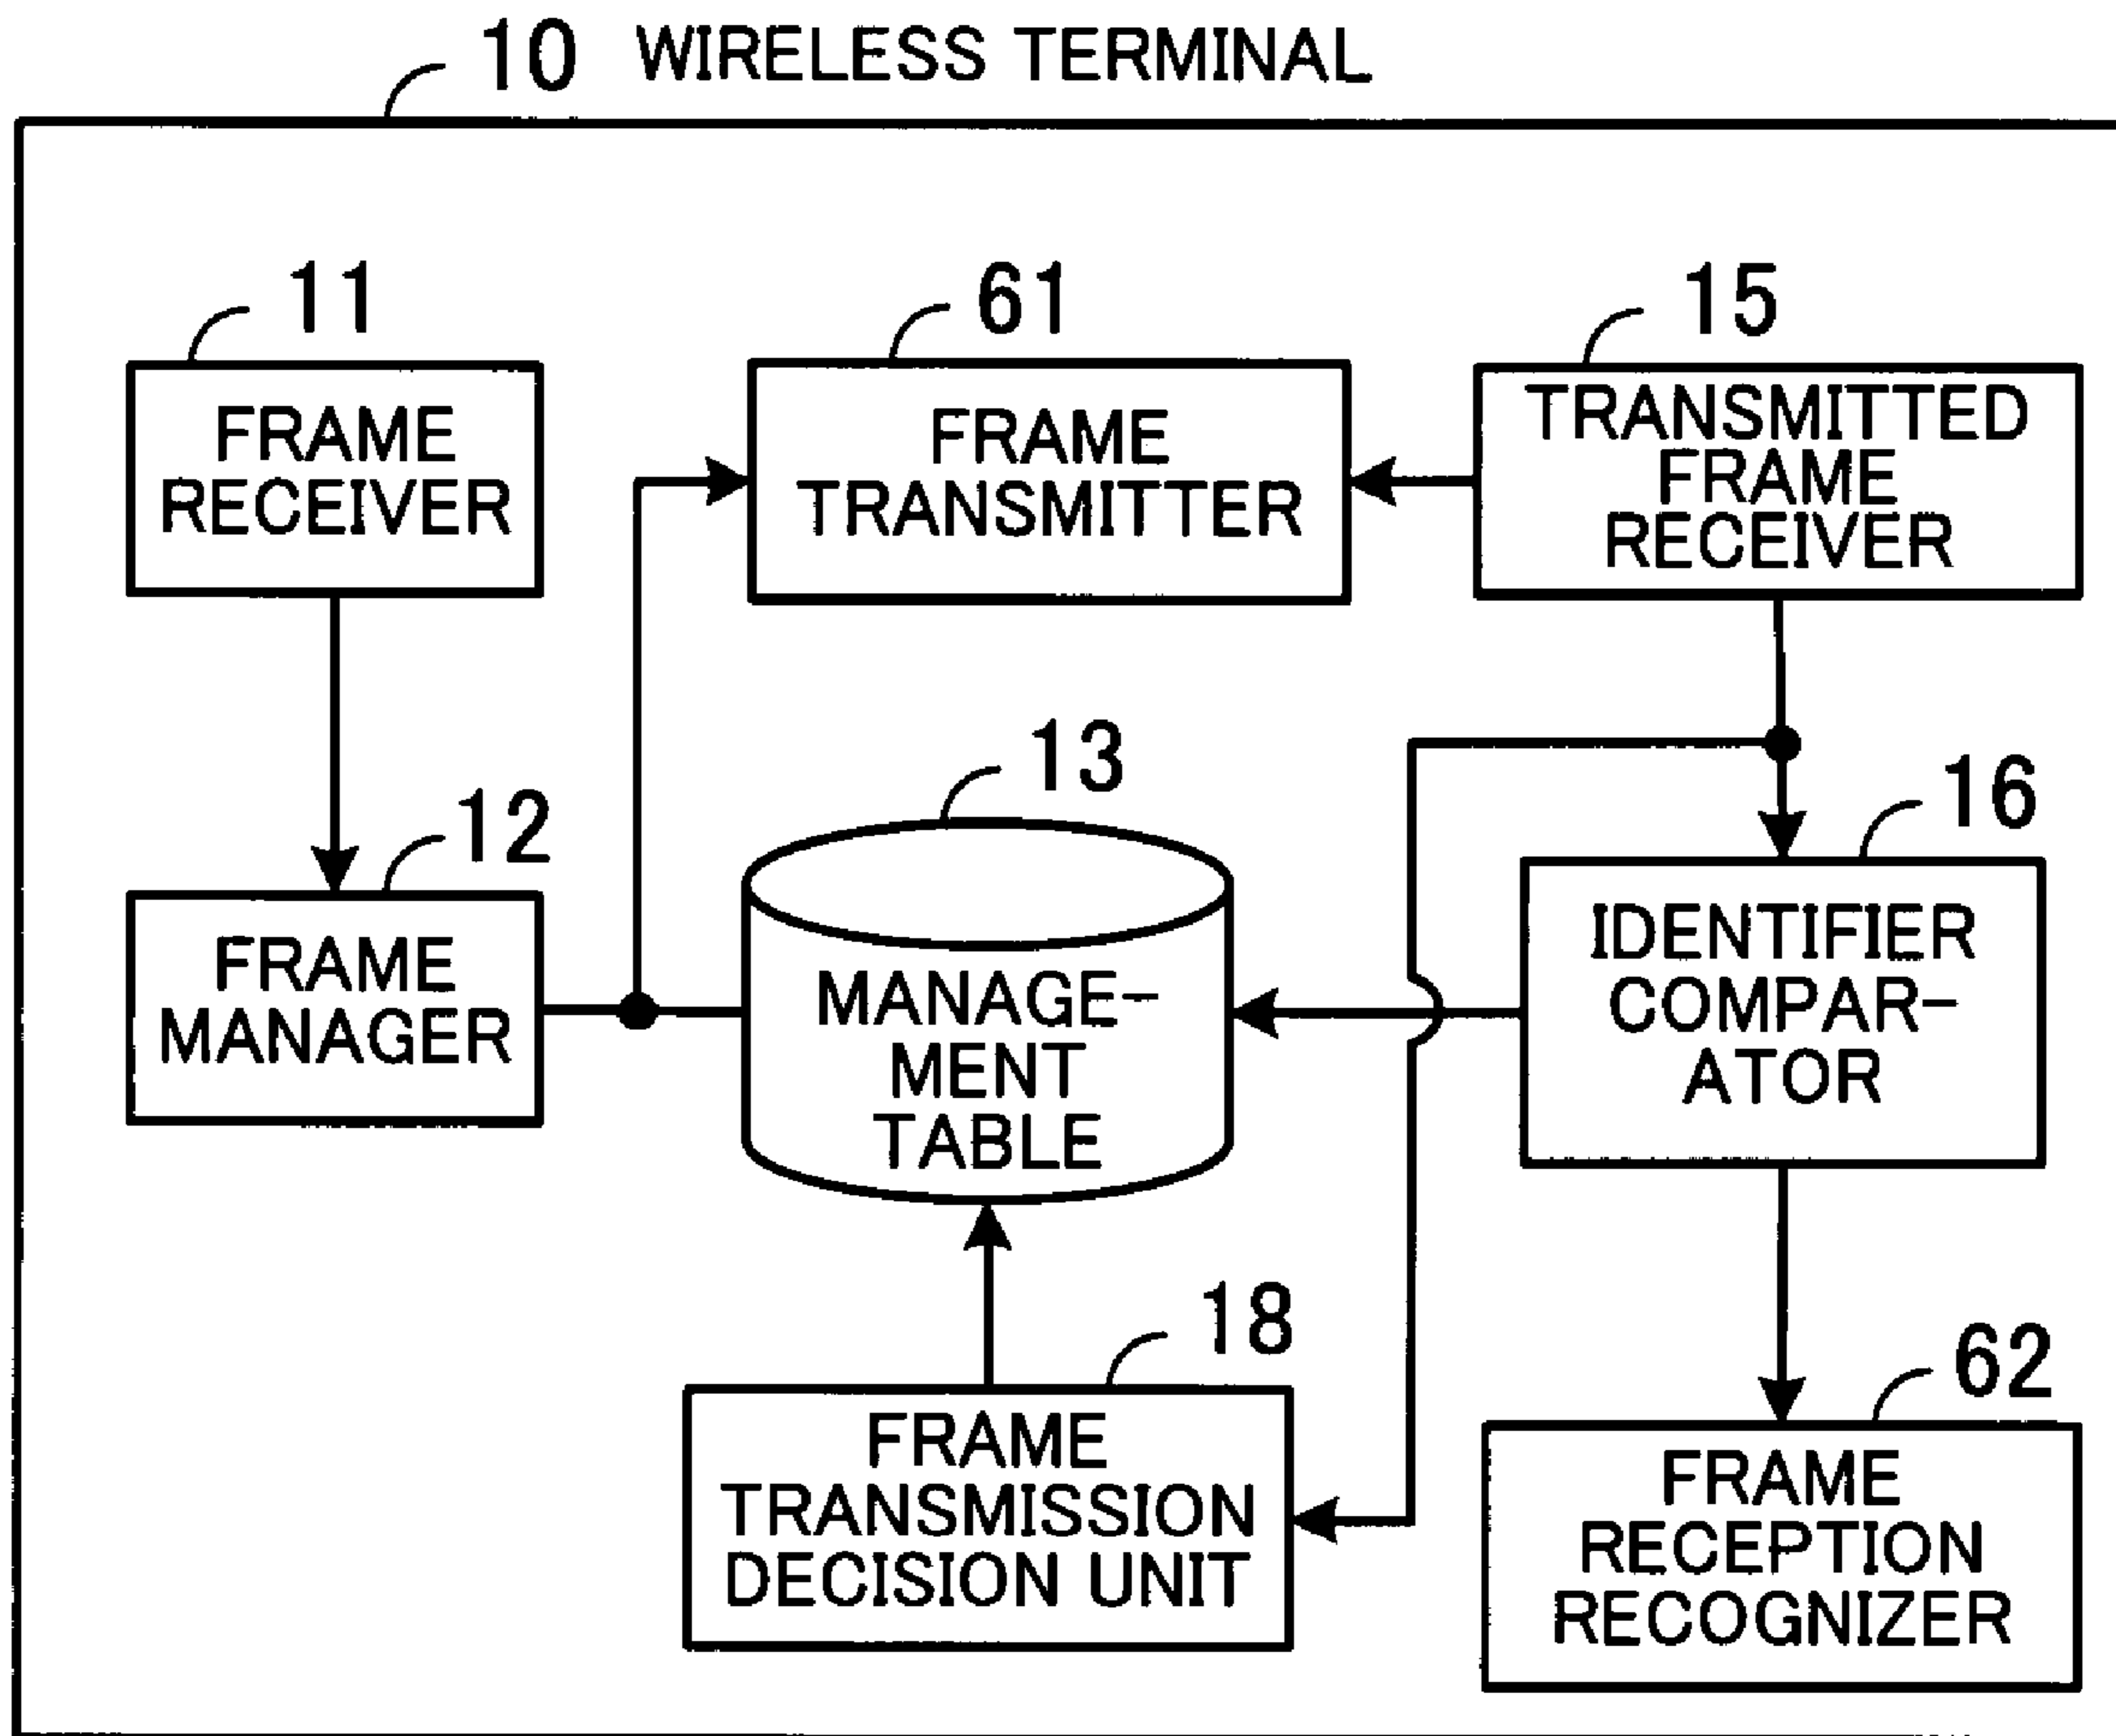 10 WIRELESS TERMINAL
11
FRAME
RECEIVER
61
FRAME
TRANSMITTER
15
TRANSMITTED
FRAME
RECEIVER
12
FRAME
MANAGER
13
MANAGE-
MENT
TABLE
16
IDENTIFIER
COMPAR-
ATOR
18
FRAME
TRANSMISSION
DECISION UNIT
62
FRAME
RECEPTION
RECOGNIZER